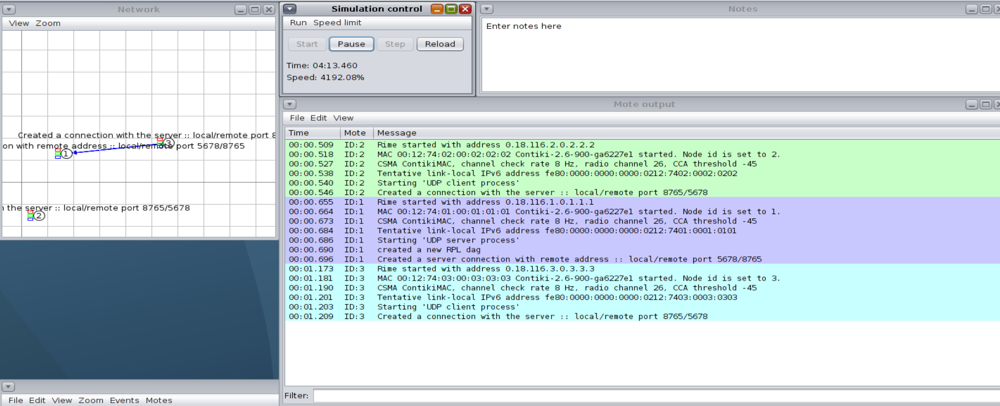 Network
View Zoom
Created a connection with the server :: local/remote port 8
on with remote address :: local/remote port 5678/8765
3
1
the server :: local/remote port 8765/5678
2
Simulation control
Run Speed limit
Start Pause Step Reload
Time: 04:13.460
Speed: 4192.08%
Notes
Enter notes here
Mote output
File Edit View
Time Mote Message
00:00.509 ID:2 Rime started with address 0.18.116.2.0.2.2.2
00:00.518 ID:2 MAC 00:12:74:02:00:02:02:02 Contiki-2.6-900-ga6227e1 started. Node id is set to 2.
00:00.527 ID:2 CSMA ContikiMAC, channel check rate 8 Hz, radio channel 26, CCA threshold -45
00:00.538 ID:2 Tentative link-local IPv6 address fe80:0000:0000:0000:0212:7402:0002:0202
00:00.540 ID:2 Starting 'UDP client process'
00:00.546 ID:2 Created a connection with the server :: local/remote port 8765/5678
00:00.655 ID:1 Rime started with address 0.18.116.1.0.1.1.1
00:00.664 ID:1 MAC 00:12:74:01:00:01:01:01 Contiki-2.6-900-ga6227e1 started. Node id is set to 1.
00:00.673 ID:1 CSMA ContikiMAC, channel check rate 8 Hz, radio channel 26, CCA threshold -45
00:00.684 ID:1 Tentative link-local IPv6 address fe80:0000:0000:0000:0212:7401:0001:0101
00:00.686 ID:1 Starting 'UDP server process'
00:00.690 ID:1 created a new RPL dag
00:00.696 ID:1 Created a server connection with remote address :: local/remote port 5678/8765
00:01.173 ID:3 Rime started with address 0.18.116.3.0.3.3.3
00:01.181 ID:3 MAC 00:12:74:03:00:03:03:03 Contiki-2.6-900-ga6227e1 started. Node id is set to 3.
00:01.190 ID:3 CSMA ContikiMAC, channel check rate 8 Hz, radio channel 26, CCA threshold -45
00:01.201 ID:3 Tentative link-local IPv6 address fe80:0000:0000:0000:0212:7403:0003:0303
00:01.203 ID:3 Starting 'UDP client process'
00:01.209 ID:3 Created a connection with the server :: local/remote port 8765/5678
Filter:
File Edit View Zoom Events Motes